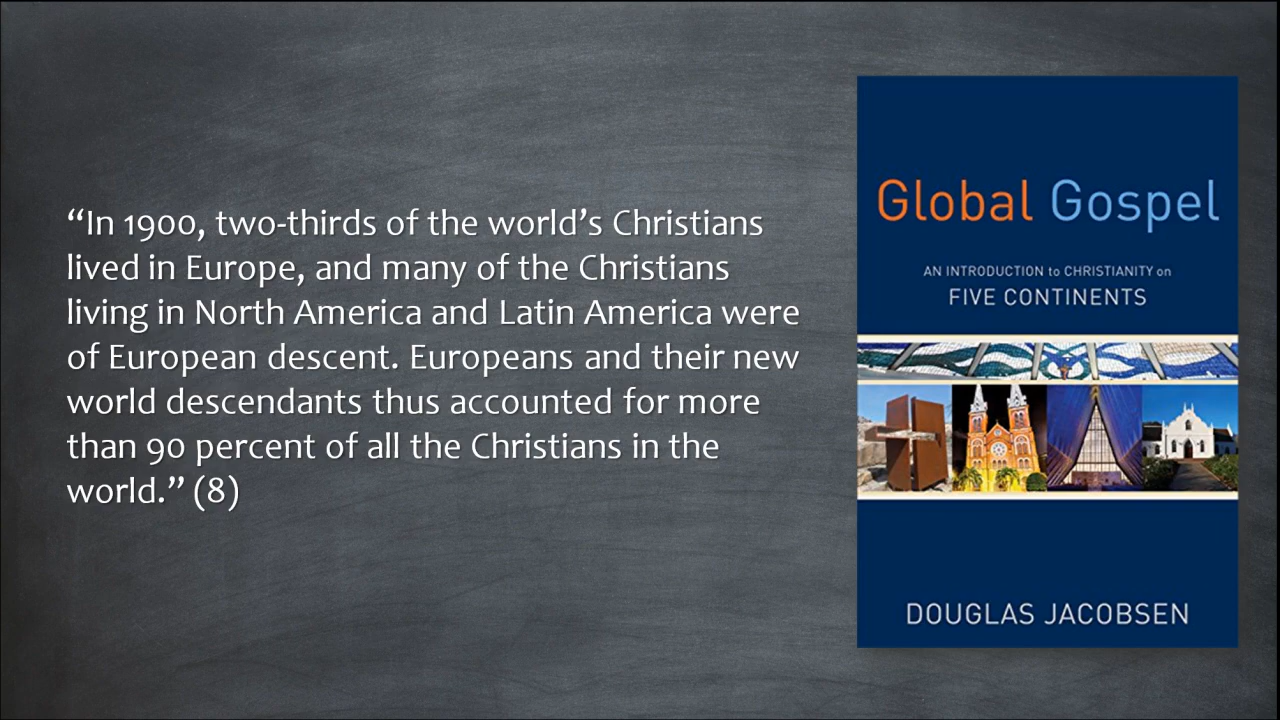 “In 1900, two-thirds of the world’s Christians
lived in Europe, and many of the Christians
living in North America and Latin America were
of European descent. Europeans and their new
world descendants thus accounted for more
than 90 percent of all the Christians in the
world.” (8)
Global Gospel
AN INTRODUCTION to CHRISTIANITY on
FIVE CONTINENTS
DOUGLAS JACOBSEN